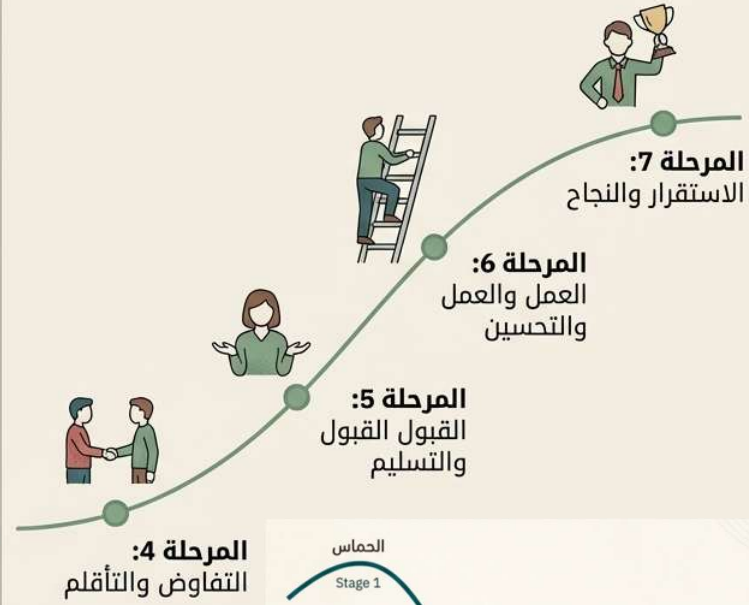 المرحلة 7:
الاستقرار والنجاح
المرحلة 6:
العمل والعمل
والتحسين
المرحلة 5:
القبول القبول
والتسليم
المرحلة 4:
التفاوض والتأقلم
الحماس
Stage 1